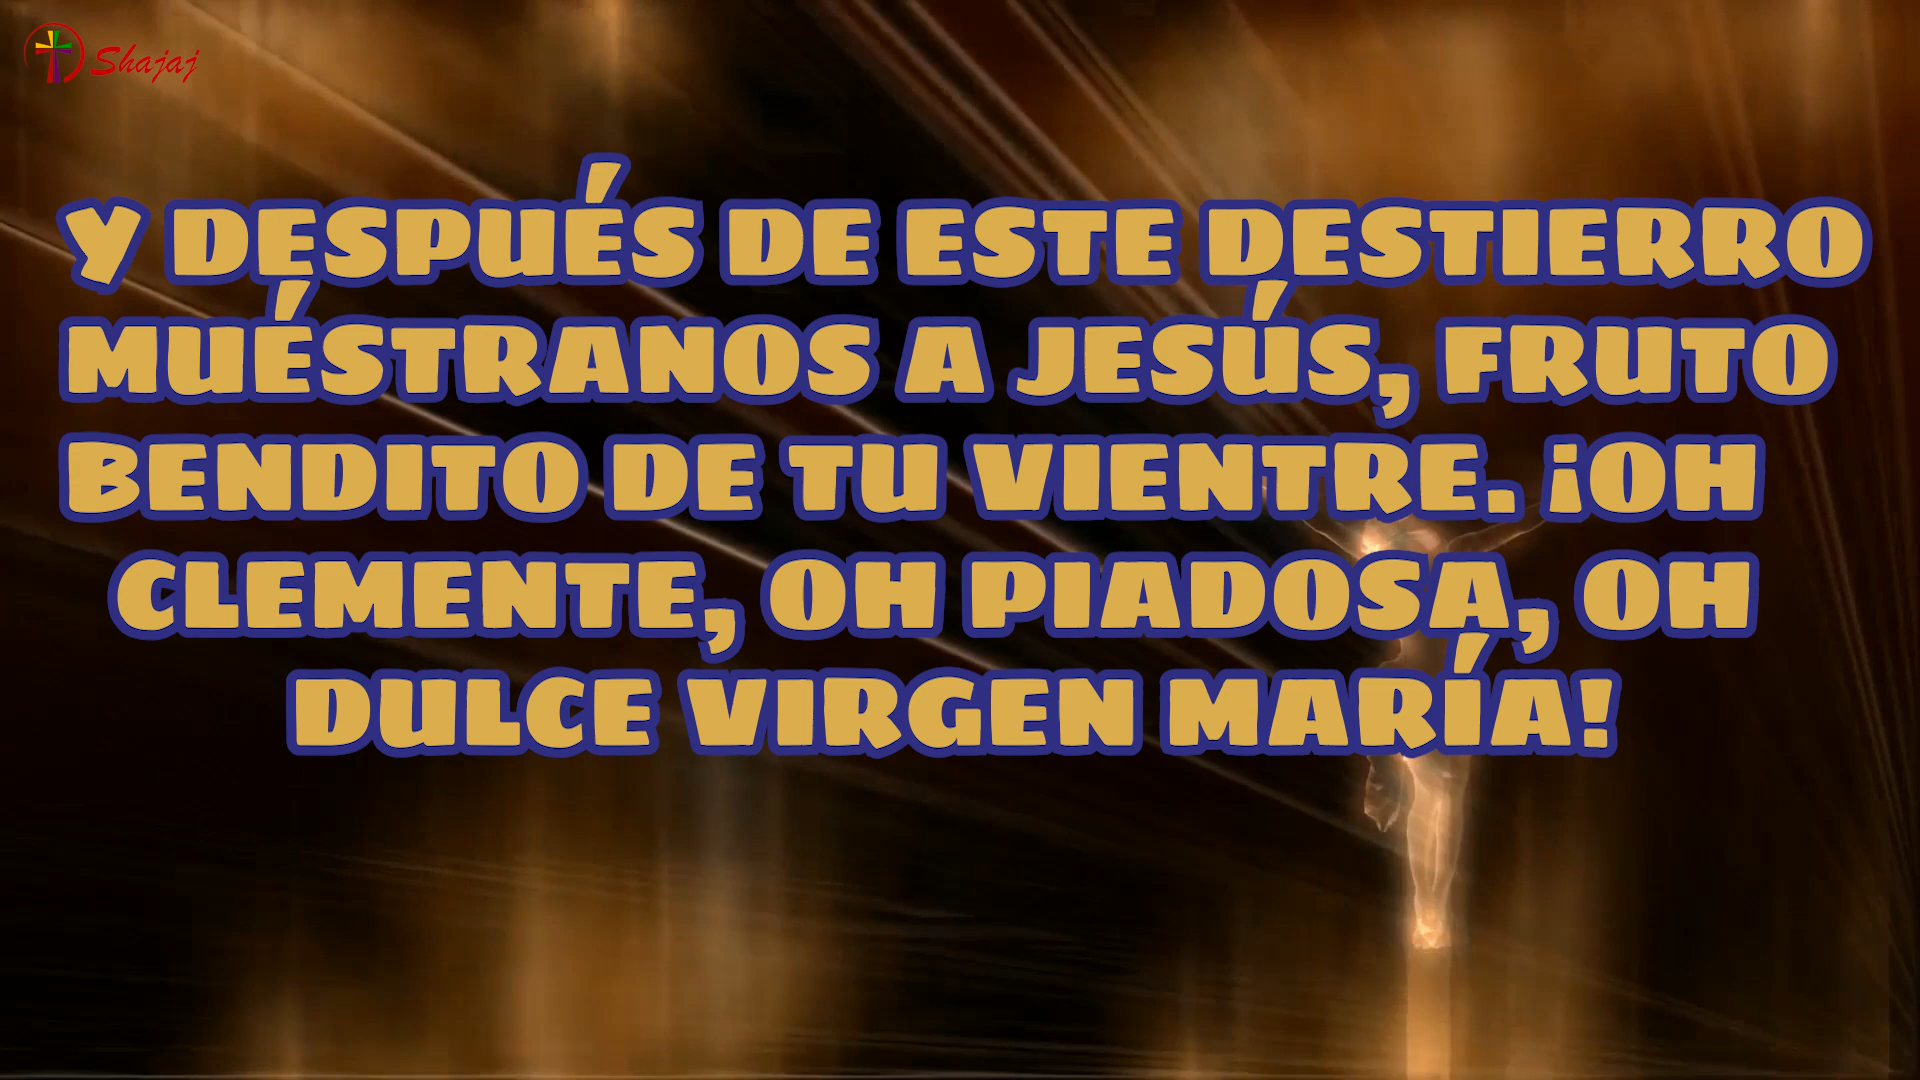 Shajaj
Y DESPUÉS DE ESTE DESTIERRO
MUÉSTRANOS A JESÚS, FRUTO
BENDITO DE TU VIENTRE. ¡OH
CLEMENTE, OH PIADOSA, OH
DULCE VIRGEN MARÍA!